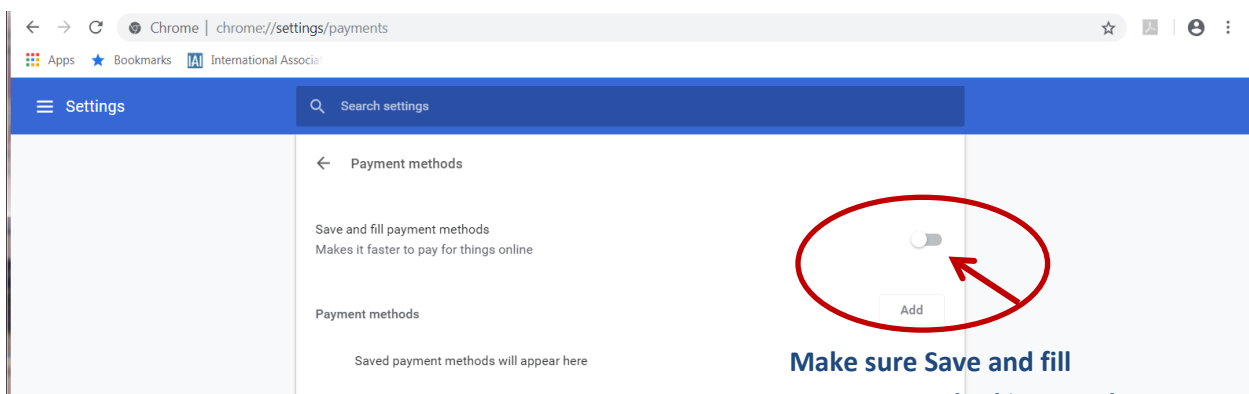 Chrome | chrome://settings/payments
Apps Bookmarks IAI International Associa
Settings
Search settings
Payment methods
Save and fill payment methods
Makes it faster to pay for things online
Payment methods
Add
Saved payment methods will appear here
Make sure Save and fill